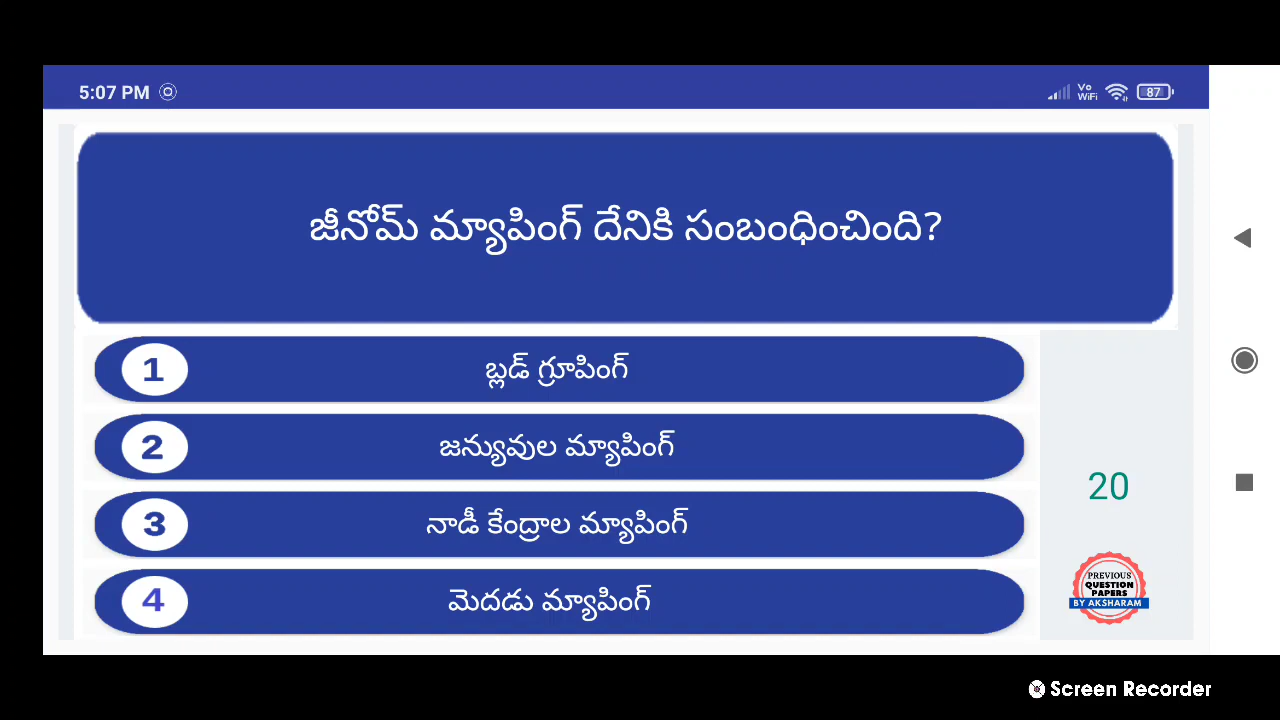 5:07 PM
Vo
WiFi
87
జీనోమ్ మ్యాపింగ్ దేనికి సంబంధించింది?
1 బ్లడ్ గ్రూపింగ్
2 జన్యువుల మ్యాపింగ్
3 నాడీ కేంద్రాల మ్యాపింగ్
4 మెదడు మ్యాపింగ్
20
PREVIOUS
QUESTION
PAPERS
BY AKSHARAM
Screen Recorder